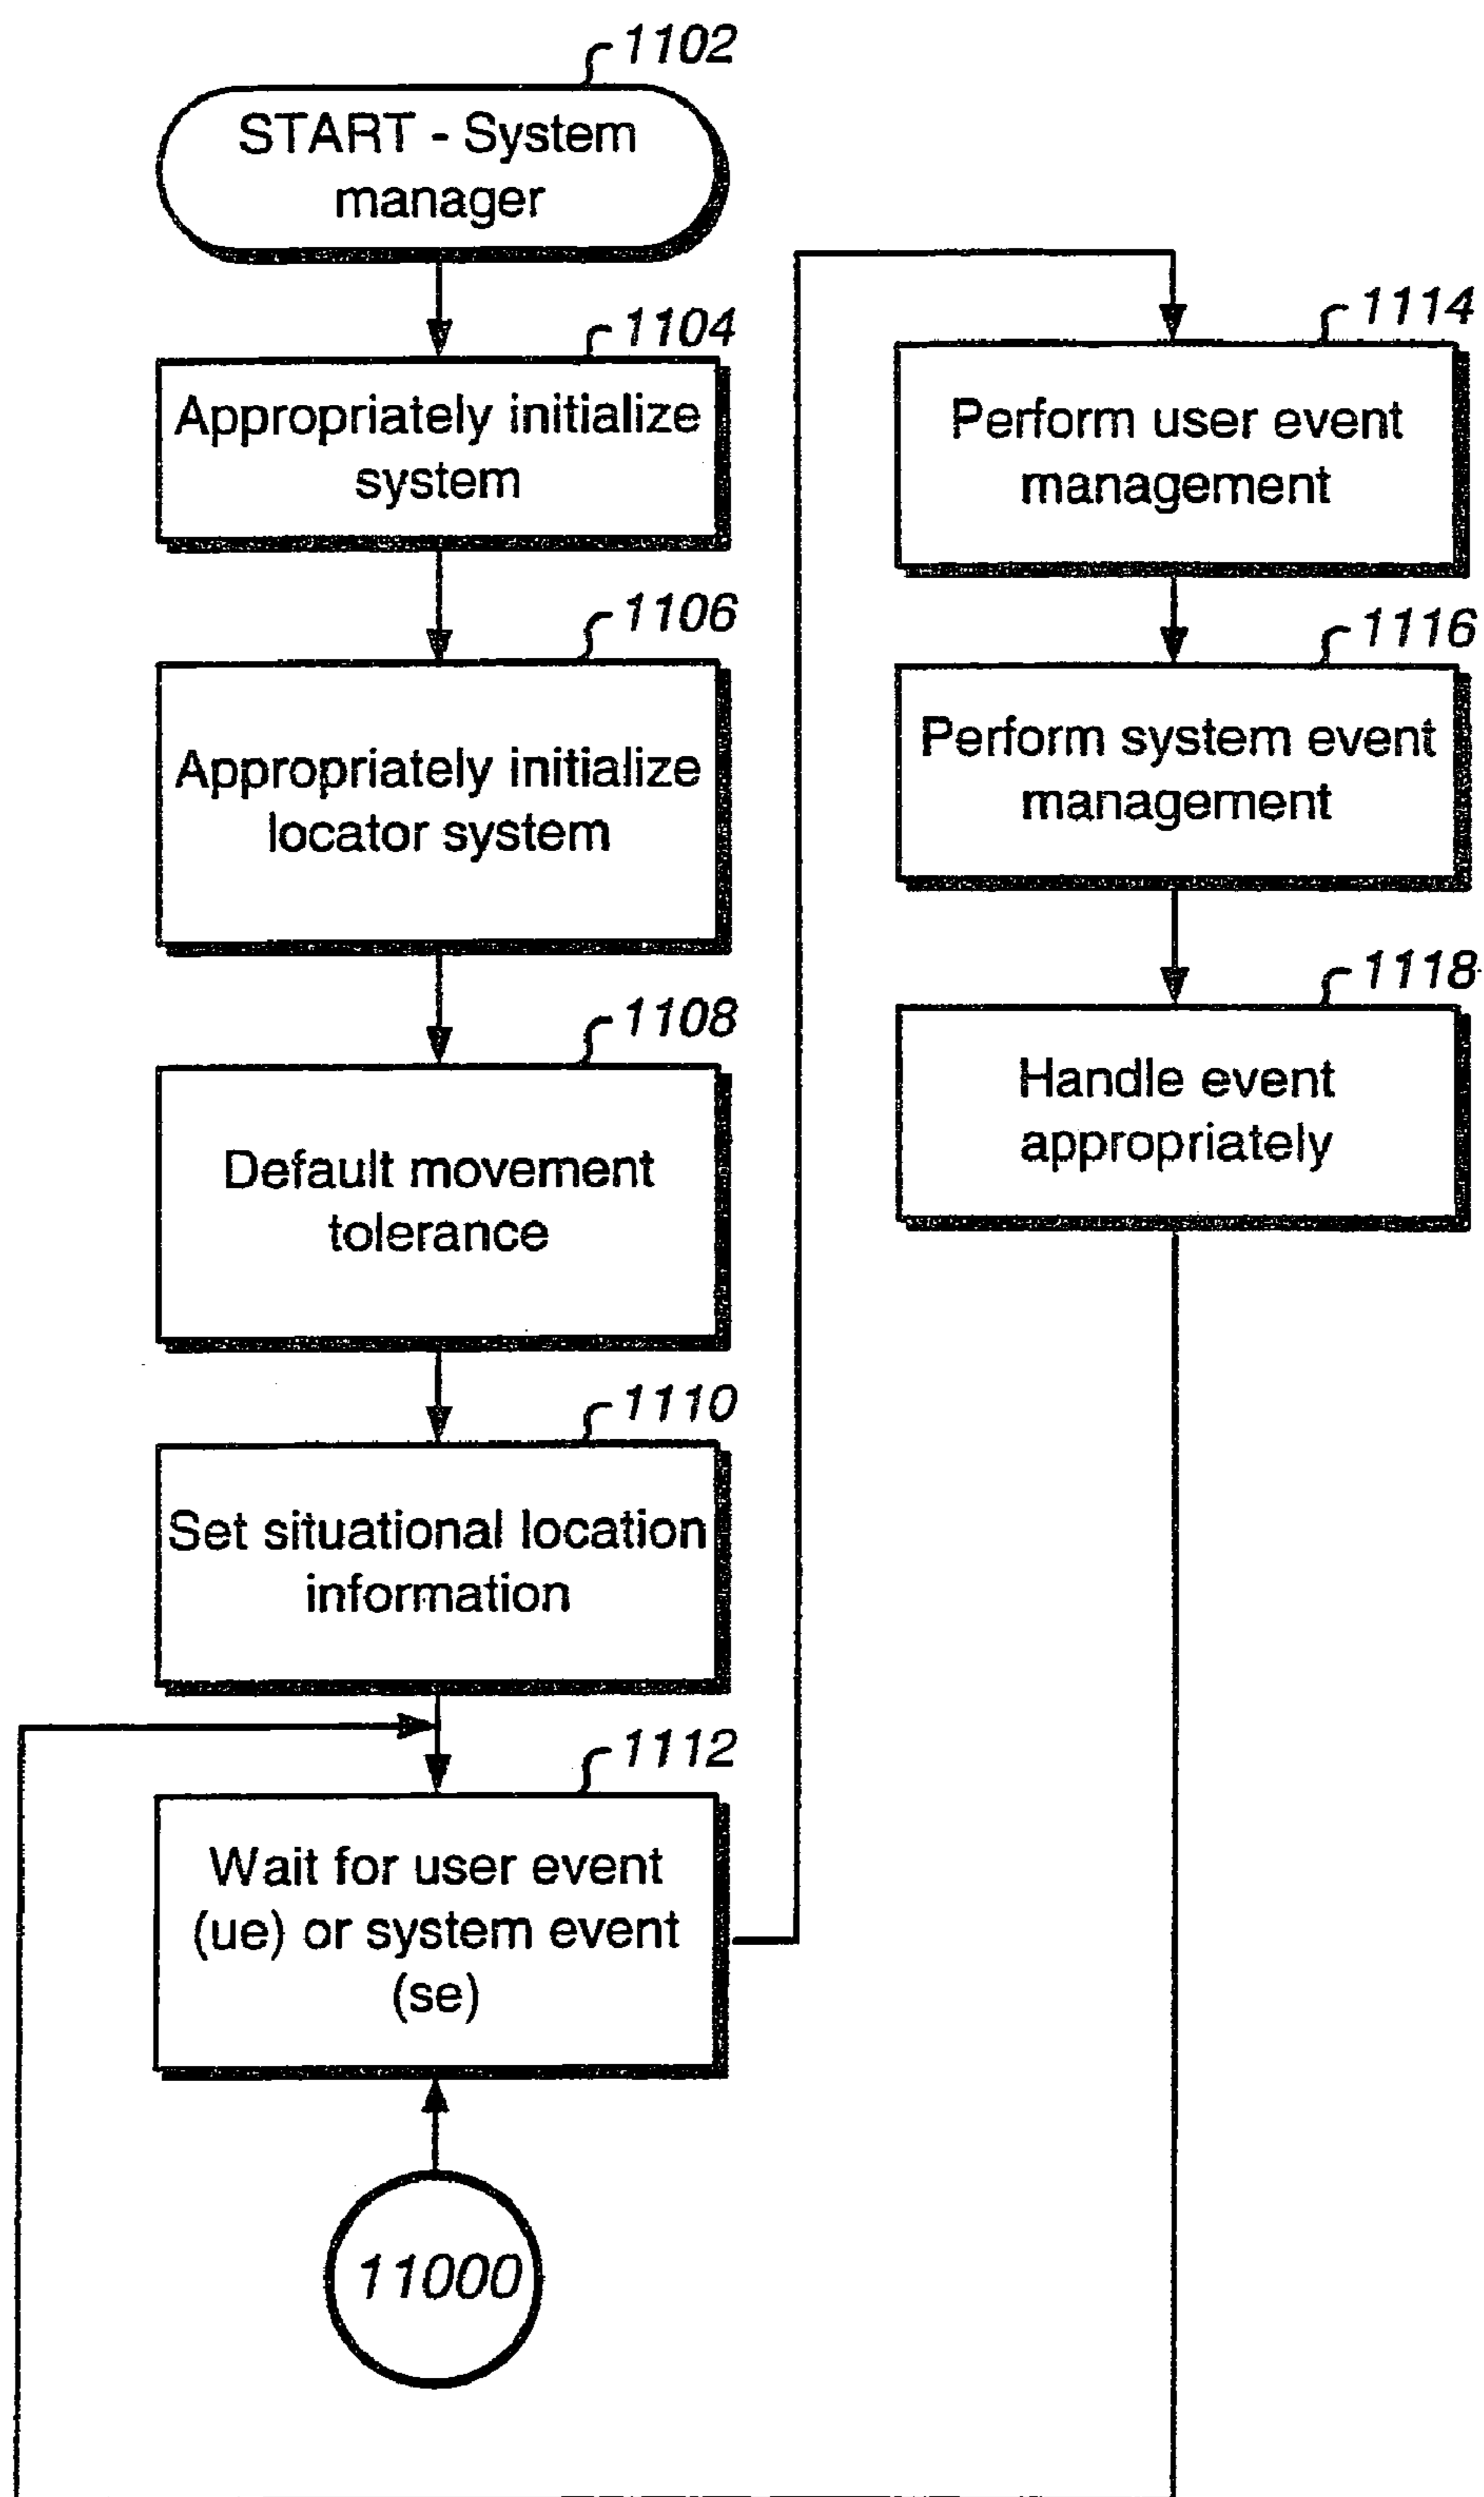 1102
START - System
manager
1104
Appropriately initialize
system
1106
Appropriately initialize
locator system
1108
Default movement
tolerance
1110
Set situational location
information
1112
Wait for user event
(ue) or system event
(se)
11000
1114
Perform user event
management
1116
Perform system event
management
1118
Handle event
appropriately